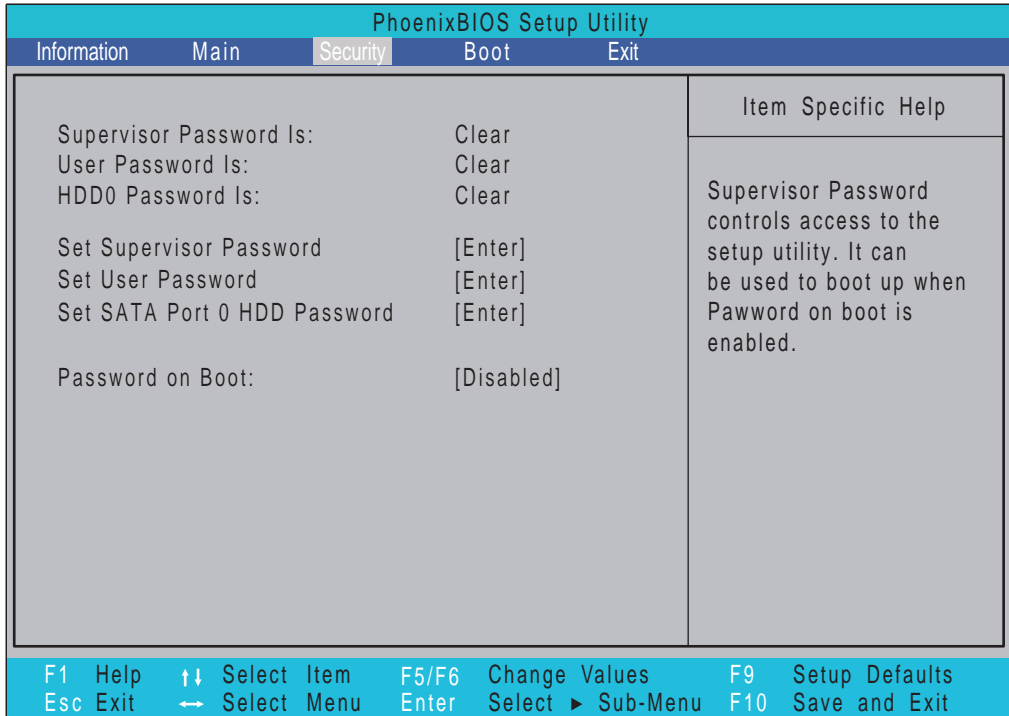 PhoenixBIOS Setup Utility
Information Main Security Boot Exit
Item Specific Help
Supervisor Password Is: Clear
User Password Is: Clear
HDD0 Password Is: Clear
Set Supervisor Password [Enter]
Set User Password [Enter]
Set SATA Port 0 HDD Password [Enter]
Password on Boot: [Disabled]
Supervisor Password
controls access to the
setup utility. It can
be used to boot up when
Pawword on boot is
enabled.
F1 Help ↑↓ Select Item F5/F6 Change Values F9 Setup Defaults
Esc Exit ↔ Select Menu Enter Select ► Sub-Menu F10 Save and Exit